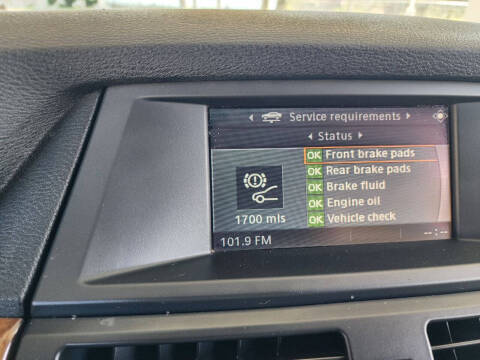 Service requirements
Status
OK Front brake pads
OK Rear brake pads
OK Brake fluid
OK Engine oil
OK Vehicle check
1700 mls
101.9 FM
-- : --